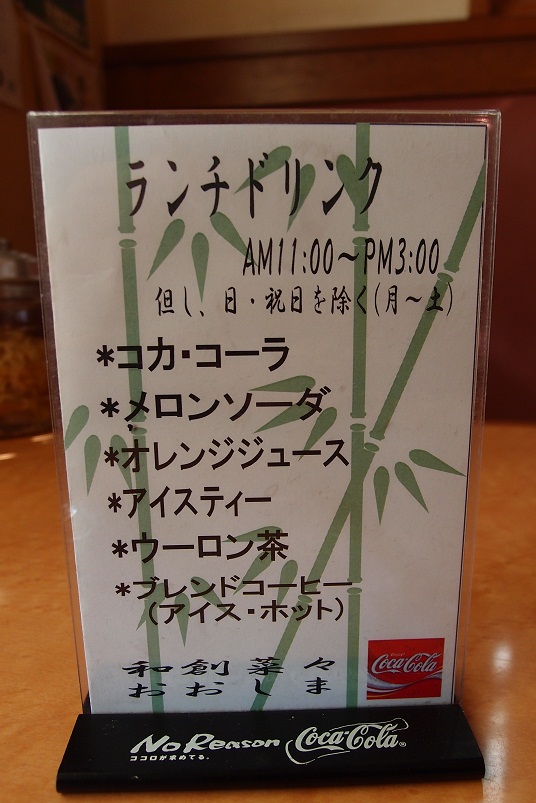 ランチドリンク
AM11:00～PM3:00
但し、日・祝日を除く(月～土)
*コカ・コーラ
*メロンソーダ
*オレンジジュース
*アイスティー
*ウーロン茶
*ブレンドコーヒー
(アイス・ホット)
和創菜々
おおしま
Coca-Cola
No Reason Coca-Cola®
ココロが求めてる。